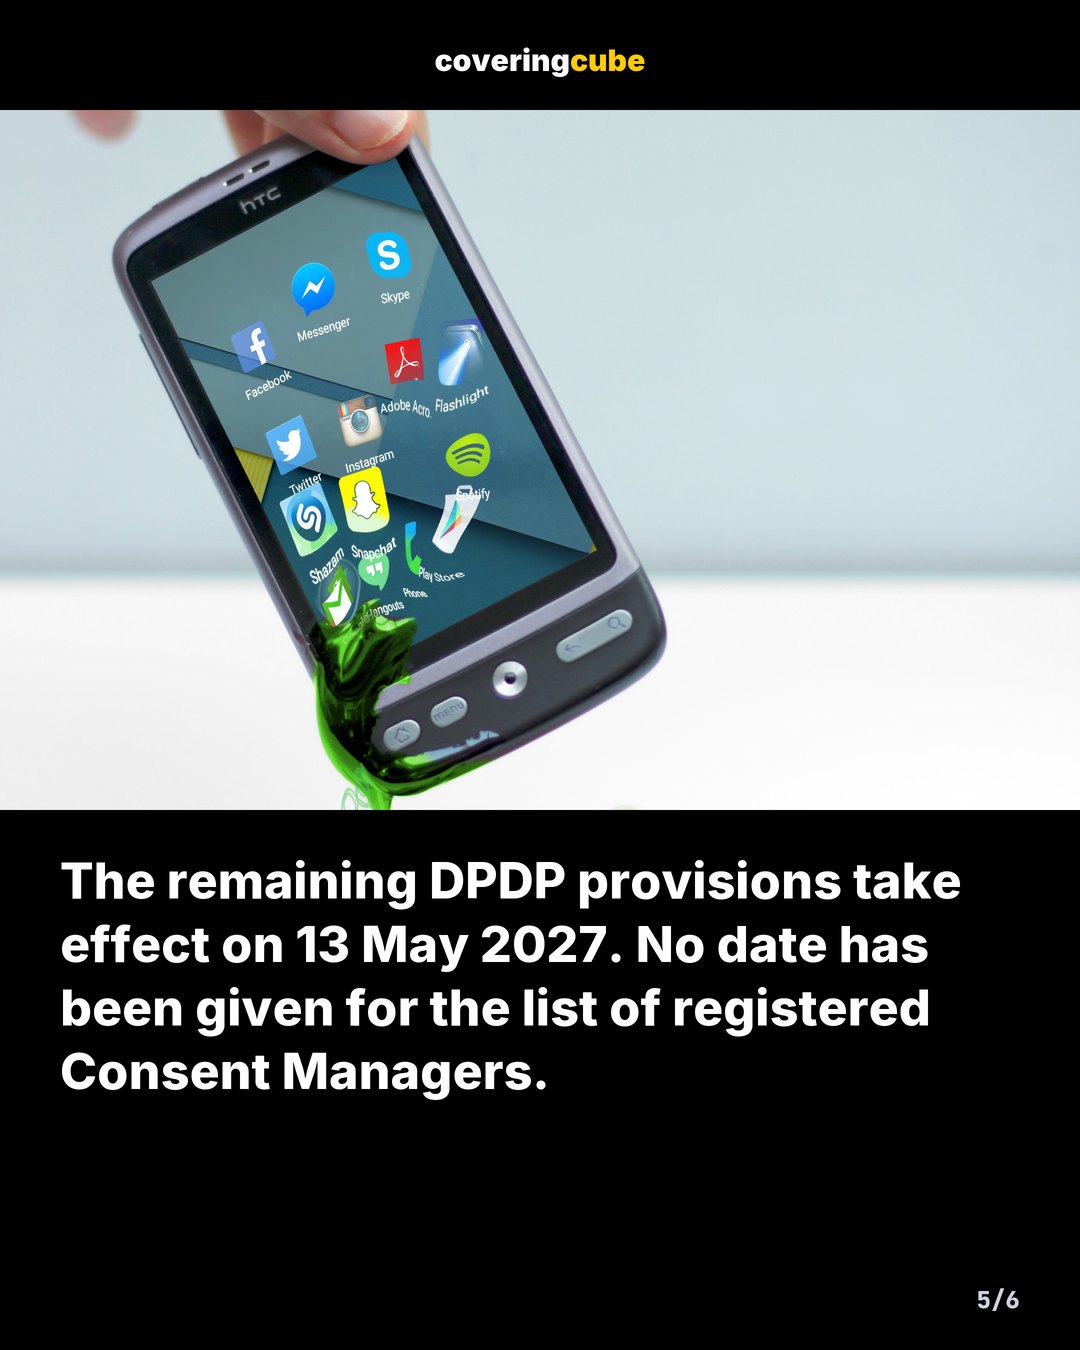 coveringcube
hTC
Skype
Messenger
Facebook
Adobe Acro.
Flashlight
Instagram
Twitter
Spotify
Snapchat
Shazam
Play Store
Phone
Hangouts
menu
The remaining DPDP provisions take
effect on 13 May 2027. No date has
been given for the list of registered
Consent Managers.
5/6